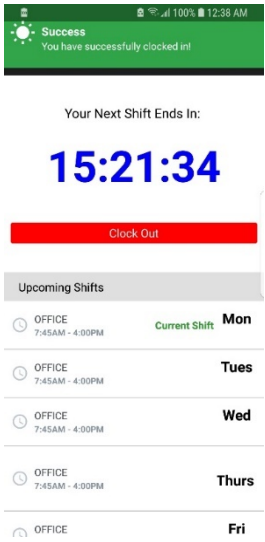 100% 12:38 AM
Success
You have successfully clocked in!
Your Next Shift Ends In:
15:21:34
Clock Out
Upcoming Shifts
OFFICE
7:45AM - 4:00PM
Current Shift
Mon
OFFICE
7:45AM - 4:00PM
Tues
OFFICE
7:45AM - 4:00PM
Wed
OFFICE
7:45AM - 4:00PM
Thurs
OFFICE
Fri